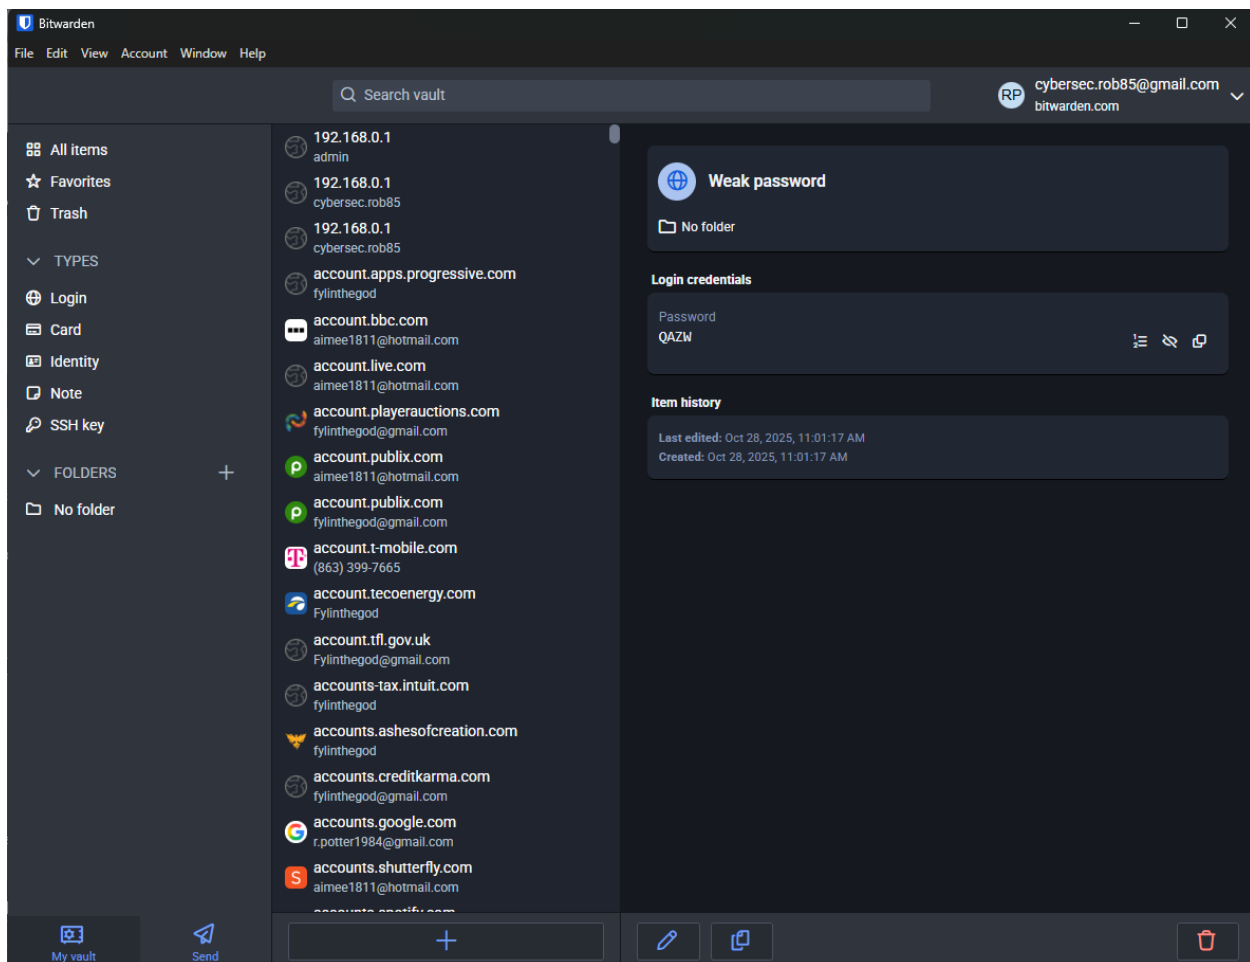 Bitwarden
File Edit View Account Window Help
Search vault
RP
cybersec.rob85@gmail.com
bitwarden.com
All items
Favorites
Trash
TYPES
Login
Card
Identity
Note
SSH key
FOLDERS
No folder
My vault
Send
192.168.0.1
admin
192.168.0.1
cybersec.rob85
192.168.0.1
cybersec.rob85
account.apps.progressive.com
fylinthegod
account.bbc.com
aimee1811@hotmail.com
account.live.com
aimee1811@hotmail.com
account.playerauctions.com
fylinthegod@gmail.com
account.publix.com
aimee1811@hotmail.com
account.publix.com
fylinthegod@gmail.com
account.t-mobile.com
(863) 399-7665
account.tecoenergy.com
Fylinthegod
account.tfl.gov.uk
Fylinthegod@gmail.com
accounts-tax.intuit.com
fylinthegod
accounts.ashesofcreation.com
fylinthegod
accounts.creditkarma.com
fylinthegod@gmail.com
accounts.google.com
r.potter1984@gmail.com
accounts.shutterfly.com
aimee1811@hotmail.com
accounts.spotify.com
Weak password
No folder
Login credentials
Password
QAZW
Item history
Last edited: Oct 28, 2025, 11:01:17 AM
Created: Oct 28, 2025, 11:01:17 AM